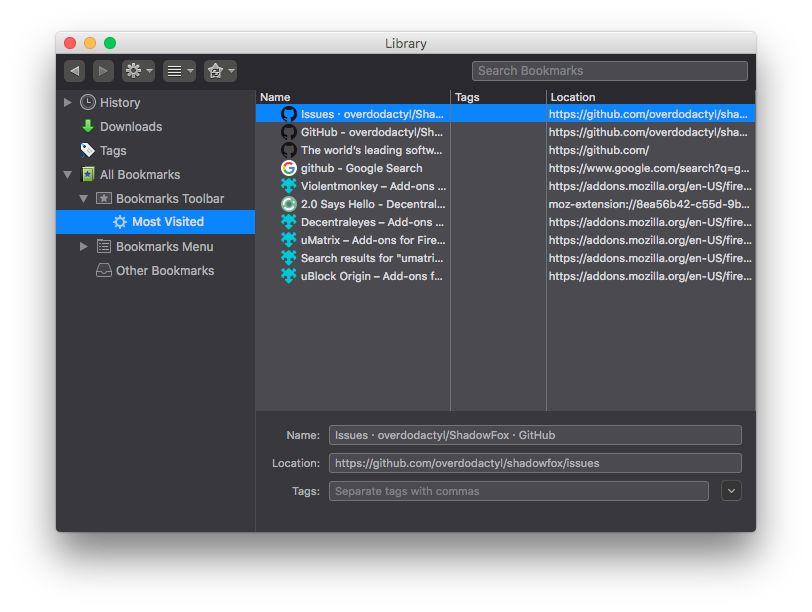 Library
Search Bookmarks
History
Downloads
Tags
All Bookmarks
Bookmarks Toolbar
Most Visited
Bookmarks Menu
Other Bookmarks
Name Tags Location
Issues · overdodactyl/Sha... https://github.com/overdodactyl/sha...
GitHub - overdodactyl/Sh... https://github.com/overdodactyl/sha...
The world's leading softw... https://github.com/
github - Google Search https://www.google.com/search?q=g...
Violentmonkey – Add-ons ... https://addons.mozilla.org/en-US/fire...
2.0 Says Hello - Decentral... moz-extension://8ea56b42-c55d-9b...
Decentraleyes – Add-ons ... https://addons.mozilla.org/en-US/fire...
uMatrix – Add-ons for Fire... https://addons.mozilla.org/en-US/fire...
Search results for "umatri... https://addons.mozilla.org/en-US/fire...
uBlock Origin – Add-ons f... https://addons.mozilla.org/en-US/fire...
Name: Issues · overdodactyl/ShadowFox · GitHub
Location: https://github.com/overdodactyl/shadowfox/issues
Tags: Separate tags with commas